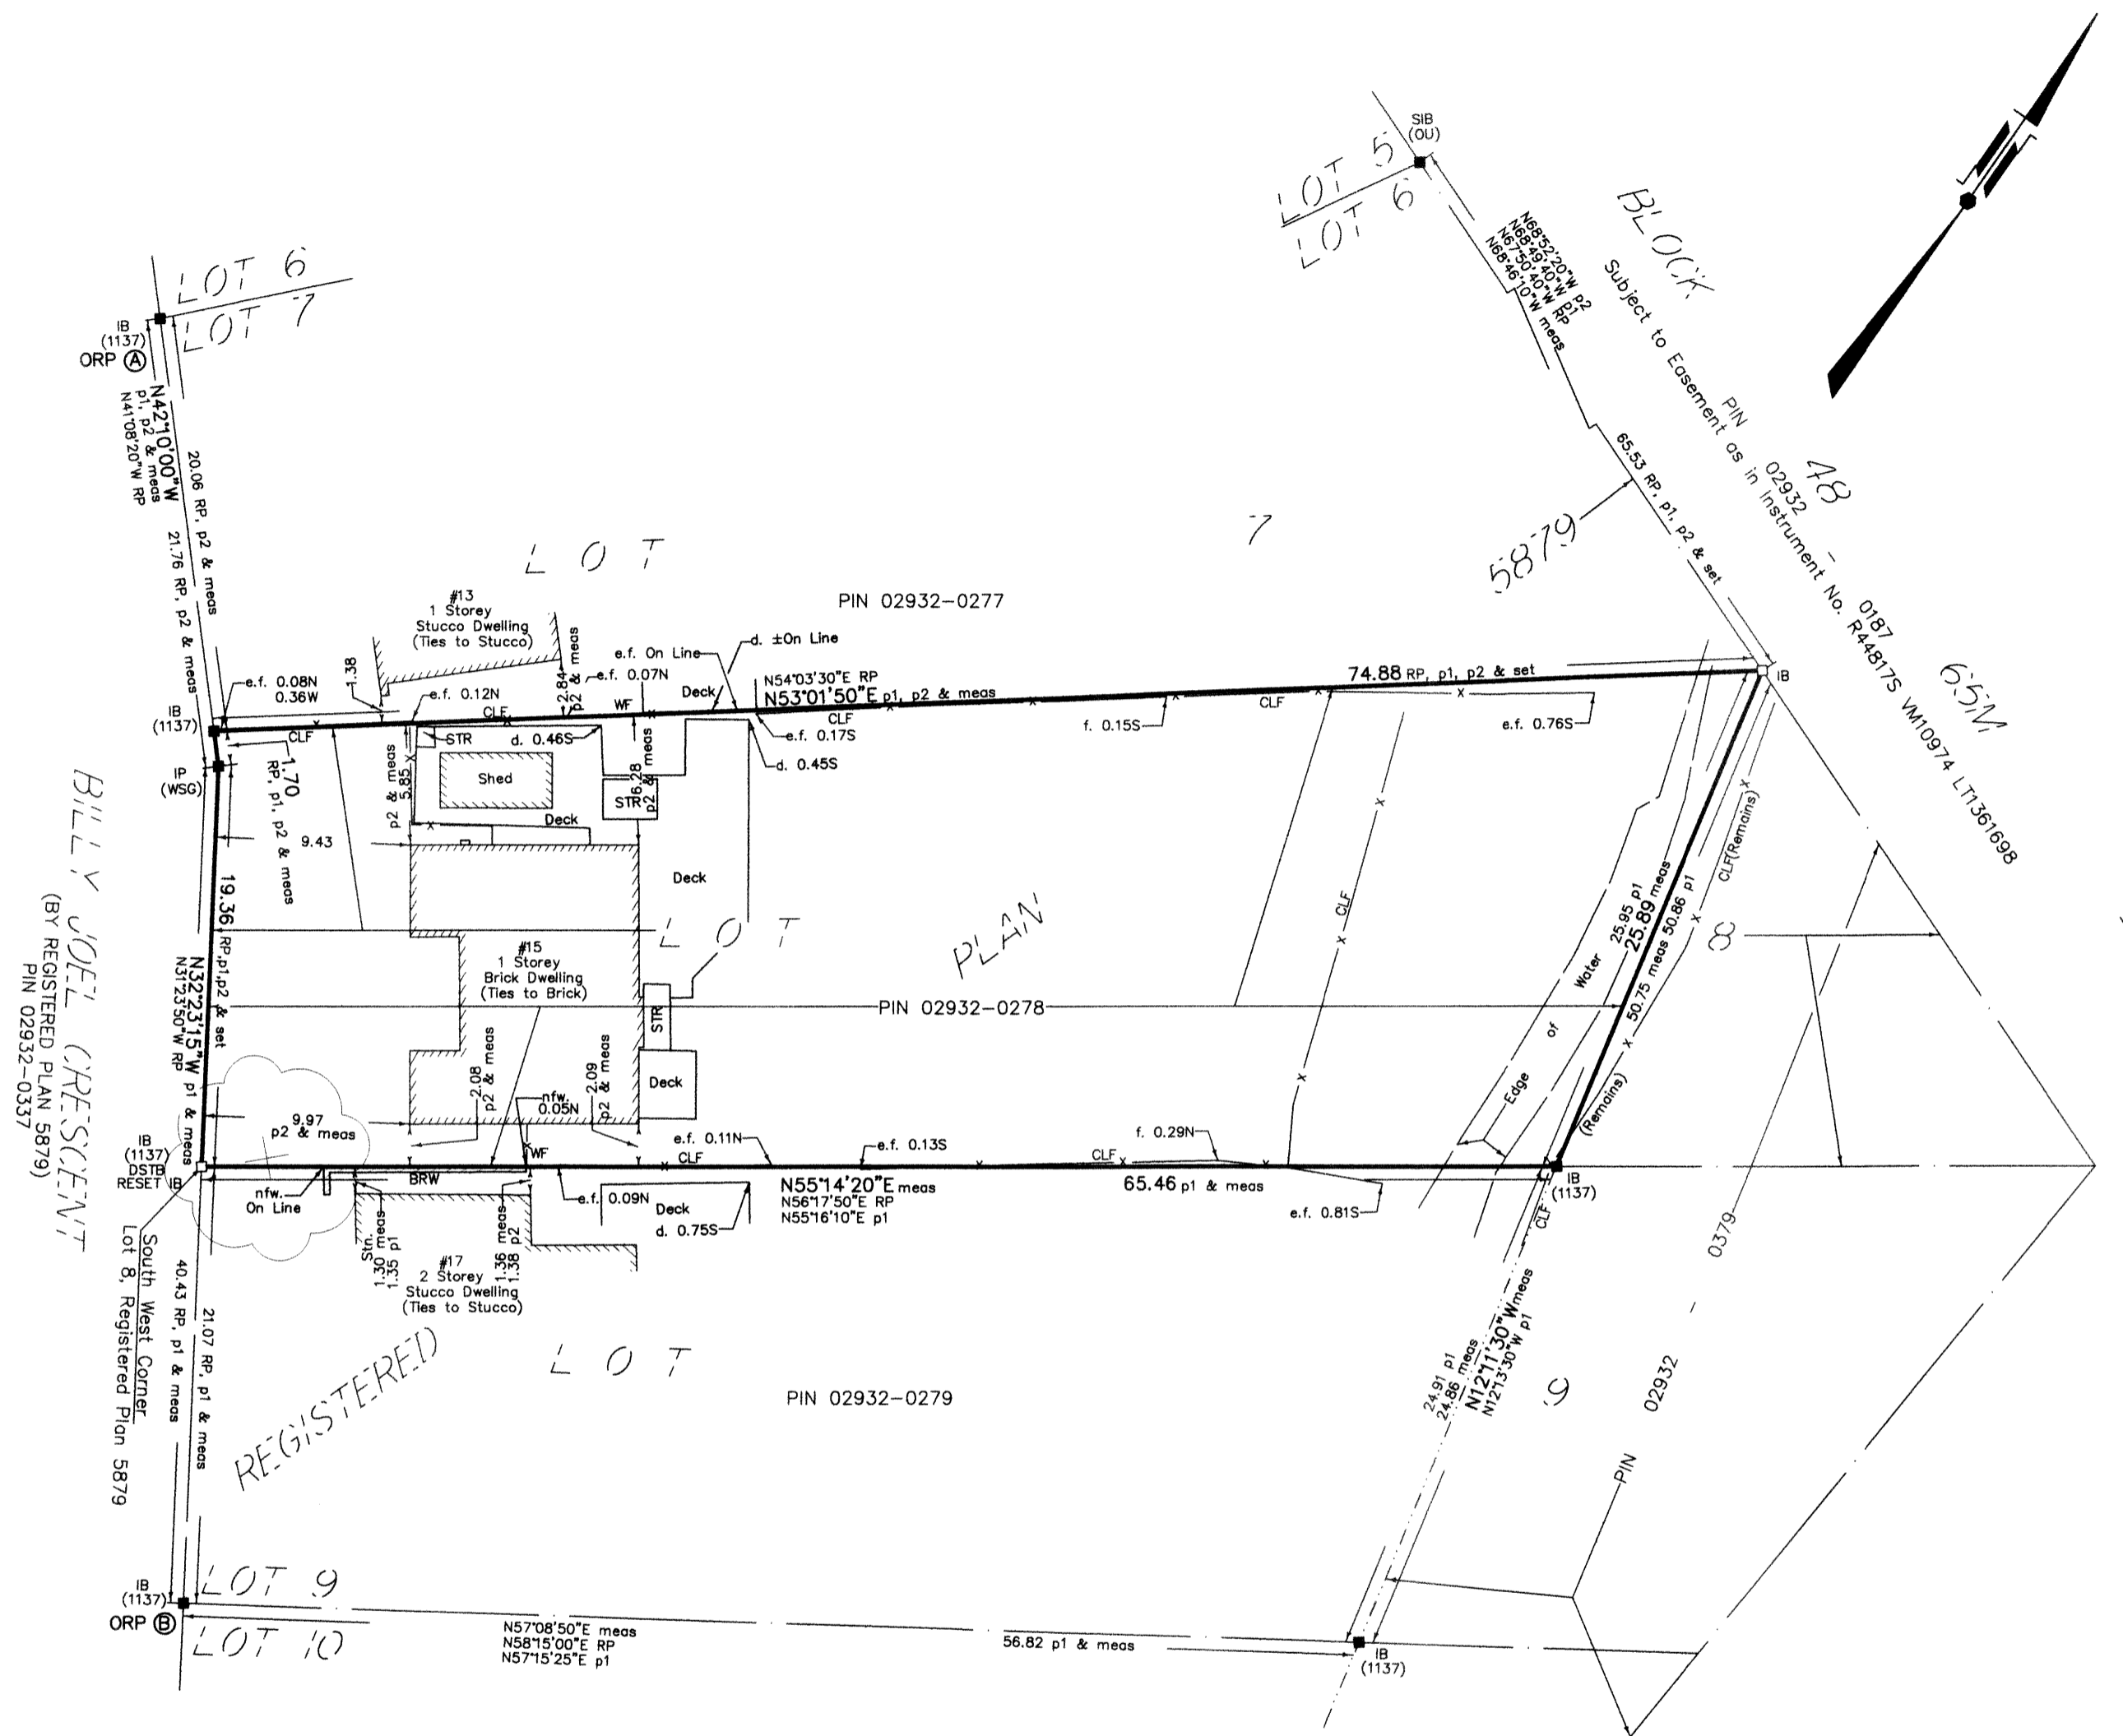 SIB
(OU)
LOT 5
LOT 6
BLOCK
48
65M
N68°52'20"W p2
N68°49'40"W p1
N67°50'40"W RP
N68°46'10"W meas
PIN 02932 - 0187
Subject to Easement as in Instrument No. R44817S VM10974 LT1361698
65.53 RP, p1, p2 & set
5879
LOT 6
LOT 7
IB
(1137)
ORP Ⓐ
N42°10'00"W
p1, p2 & meas
N41°08'20"W RP
20.06 RP, p2 & meas
21.76 RP, p2 & meas
LOT 7
PIN 02932-0277
#13
1 Storey
Stucco Dwelling
(Ties to Stucco)
1.38
2.84
p2 & meas
e.f. 0.08N
0.36W
e.f. 0.12N
e.f. 0.07N
e.f. On Line
d. ±On Line
N54°03'30"E RP
N53°01'50"E p1, p2 & meas
74.88 RP, p1, p2 & set
IB
IB
(1137)
CLF
CLF
WF
Deck
CLF
CLF
e.f. 0.17S
f. 0.15S
e.f. 0.76S
d. 0.46S
d. 0.45S
IP
(WSG)
1.70
RP, p1, p2 & meas
STR
Shed
Deck
STR
5.85
p2 & meas
6.28
p2 & meas
9.43
Deck
19.36 RP,p1,p2 & set
N32°23'15"W p1 & meas
N31°23'50"W RP
#15
1 Storey
Brick Dwelling
(Ties to Brick)
LOT 8
PLAN
PIN 02932-0278
STR
Deck
CLF
Edge of Water
25.95 p1
25.89 meas
50.75 meas 50.86 p1
CLF(Remains)
(Remains)
2.08
p2 & meas
2.09
p2 & meas
nfw.
0.05N
9.97
p2 & meas
BILLY JOEL CRESCENT
(BY REGISTERED PLAN 5879)
PIN 02932-0337
IB
(1137)
DSTB
RESET IB
nfw.
On Line
BRW
WF
e.f. 0.09N
e.f. 0.11N
CLF
e.f. 0.13S
f. 0.29N
CLF
Deck
d. 0.75S
N55°14'20"E meas
N56°17'50"E RP
N55°16'10"E p1
65.46 p1 & meas
e.f. 0.81S
IB
(1137)
CLF
Stu.
1.30 meas
1.35 p1
1.36 meas
1.38 p2
#17
2 Storey
Stucco Dwelling
(Ties to Stucco)
South West Corner
Lot 8, Registered Plan 5879
40.43 RP, p1 & meas
21.07 RP, p1 & meas
REGISTERED
LOT 9
PIN 02932-0279
24.91 p1
24.86 meas
N12°11'30"W meas
N12°13'30"W p1
PIN 02932 - 0379
IB
(1137)
ORP Ⓑ
LOT 9
LOT 10
N57°08'50"E meas
N58°15'00"E RP
N57°15'25"E p1
56.82 p1 & meas
IB
(1137)